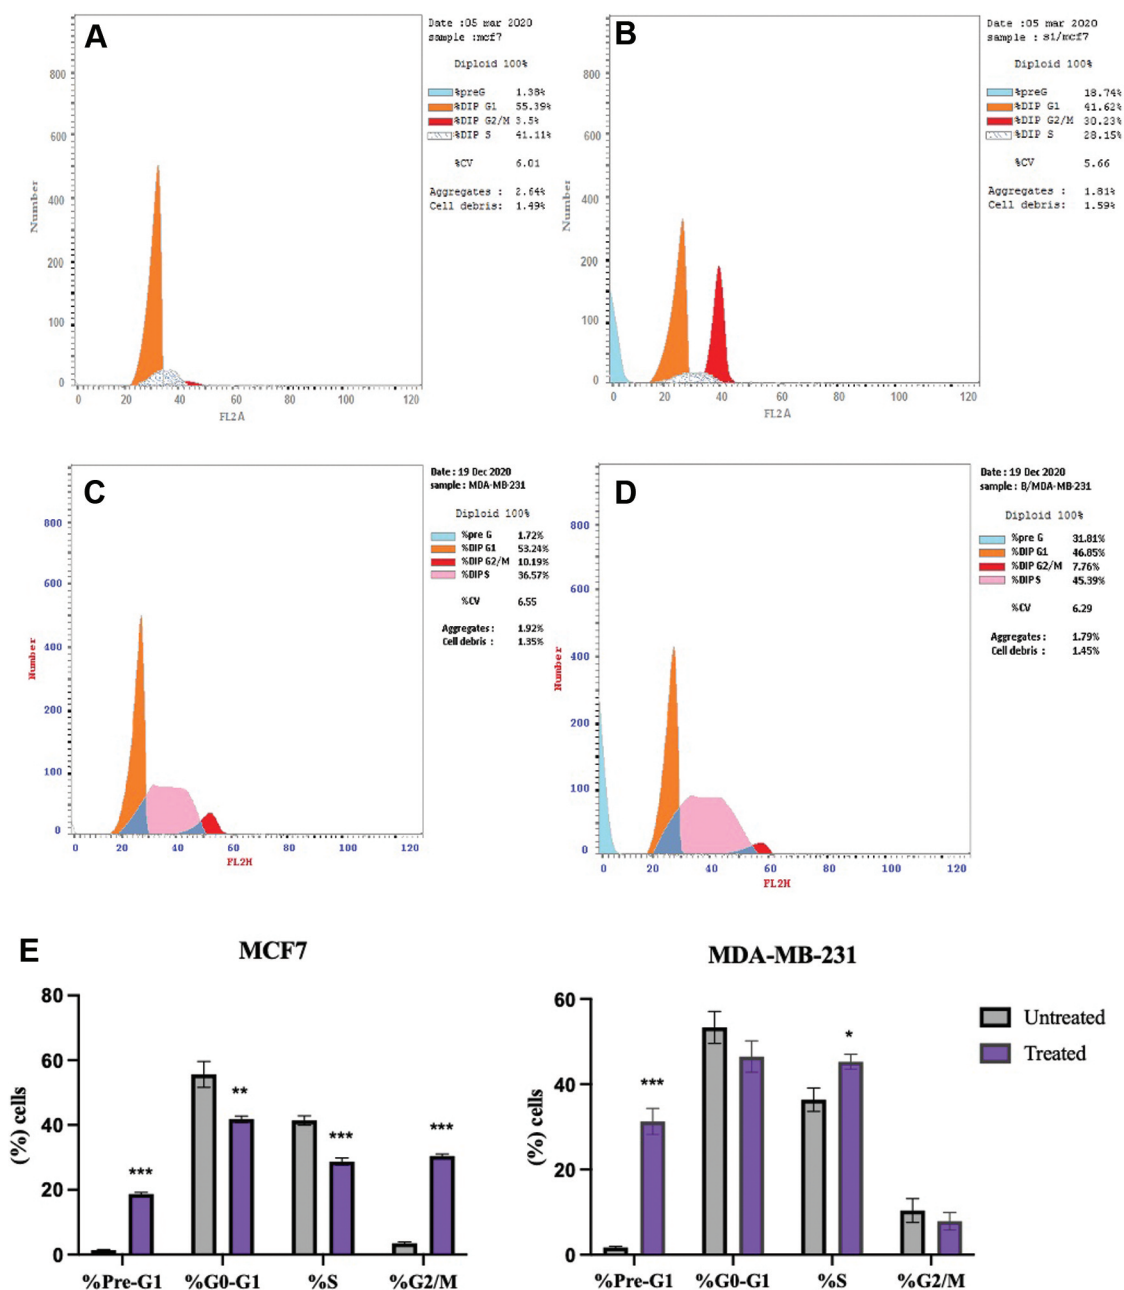 A
Date :05 mar 2020
sample :mcf7
Diploid 100%
%preG 1.38%
%DIP G1 55.39%
%DIP G2/M 3.5%
%DIP S 41.11%
%CV 6.01
Aggregates : 2.64%
Cell debris: 1.49%
Number
800
600
400
200
100
0
0 20 40 60 80 100 120
FL2A
B
Date :05 mar 2020
sample : s1/mcf7
Diploid 100%
%preG 18.74%
%DIP G1 41.62%
%DIP G2/M 30.23%
%DIP S 28.15%
%CV 5.66
Aggregates : 1.81%
Cell debris: 1.59%
Number
800
600
400
200
100
0
0 20 40 60 80 100 120
FL2A
C
Date : 19 Dec 2020
sample : MDA-MB-231
Diploid 100%
%pre G 1.72%
%DIP G1 53.24%
%DIP G2/M 10.19%
%DIP S 36.57%
%CV 6.55
Aggregates : 1.92%
Cell debris : 1.35%
Number
800
600
400
200
100
0
0 20 40 60 80 100 120
FL2H
D
Date : 19 Dec 2020
sample : B/MDA-MB-231
Diploid 100%
%pre G 31.81%
%DIP G1 46.85%
%DIP G2/M 7.76%
%DIP S 45.39%
%CV 6.29
Aggregates : 1.79%
Cell debris : 1.45%
Number
800
600
400
200
100
0
0 20 40 60 80 100 120
FL2H
E
MCF7
(%) cells
80
60
40
20
0
***
**
***
***
%Pre-G1 %G0-G1 %S %G2/M
MDA-MB-231
(%) cells
60
40
20
0
***
*
%Pre-G1 %G0-G1 %S %G2/M
Untreated
Treated